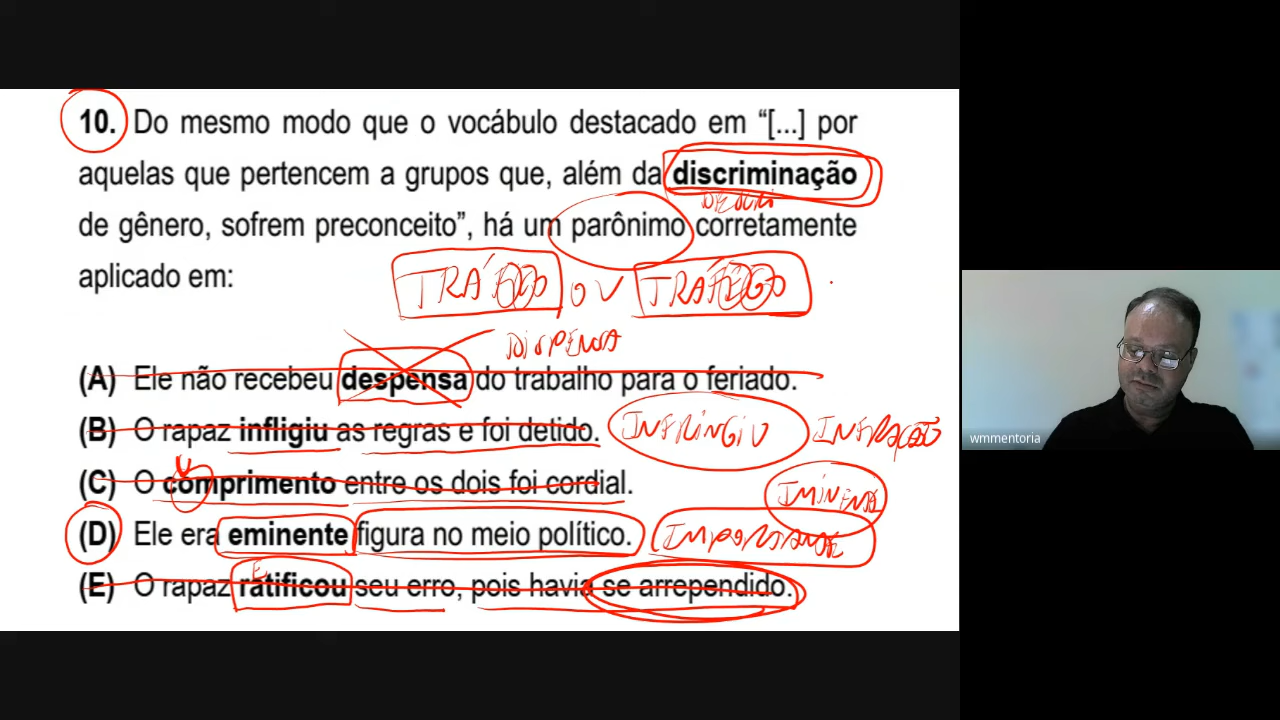 10. Do mesmo modo que o vocábulo destacado em “[...] por
aquelas que pertencem a grupos que, além da discriminação
de gênero, sofrem preconceito”, há um parônimo corretamente
aplicado em:
TRÁFEGO OU TRÁFEGO
DISPENSA
(A) Ele não recebeu despensa do trabalho para o feriado.
(B) O rapaz infligiu as regras e foi detido. INFRINGIU INFRAÇÃO
(C) O comprimento entre os dois foi cordial.
IMINENTE
(D) Ele era eminente figura no meio político. IMPORTANTE
E
(E) O rapaz ratificou seu erro, pois havia se arrependido.
wmmentoria